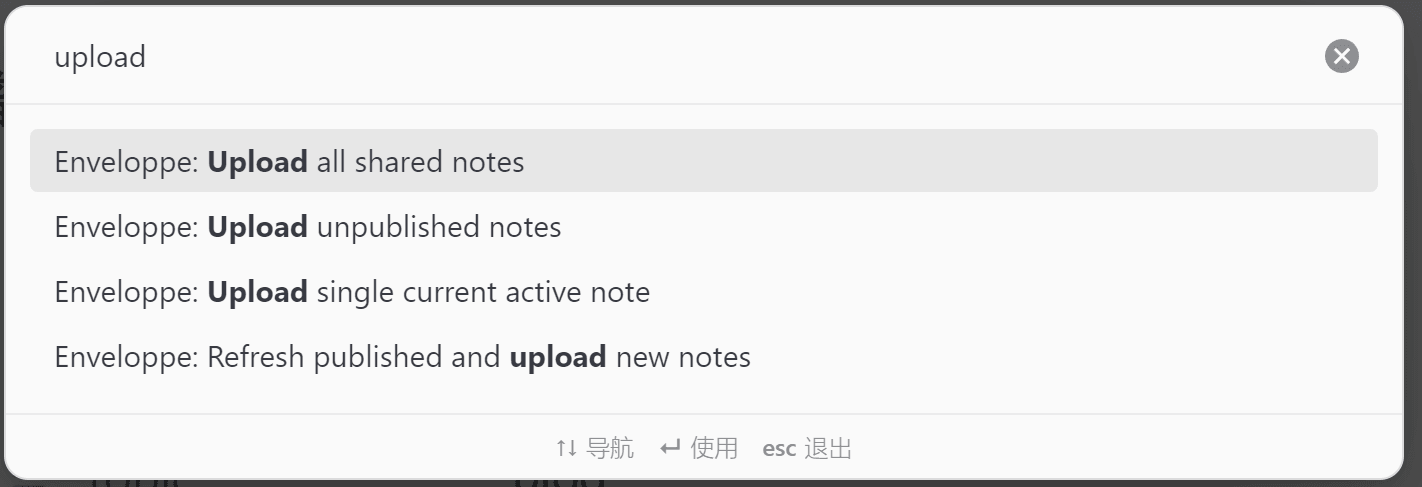 upload
Enveloppe: Upload all shared notes
Enveloppe: Upload unpublished notes
Enveloppe: Upload single current active note
Enveloppe: Refresh published and upload new notes
↑↓ 导航 ↵ 使用 esc 退出